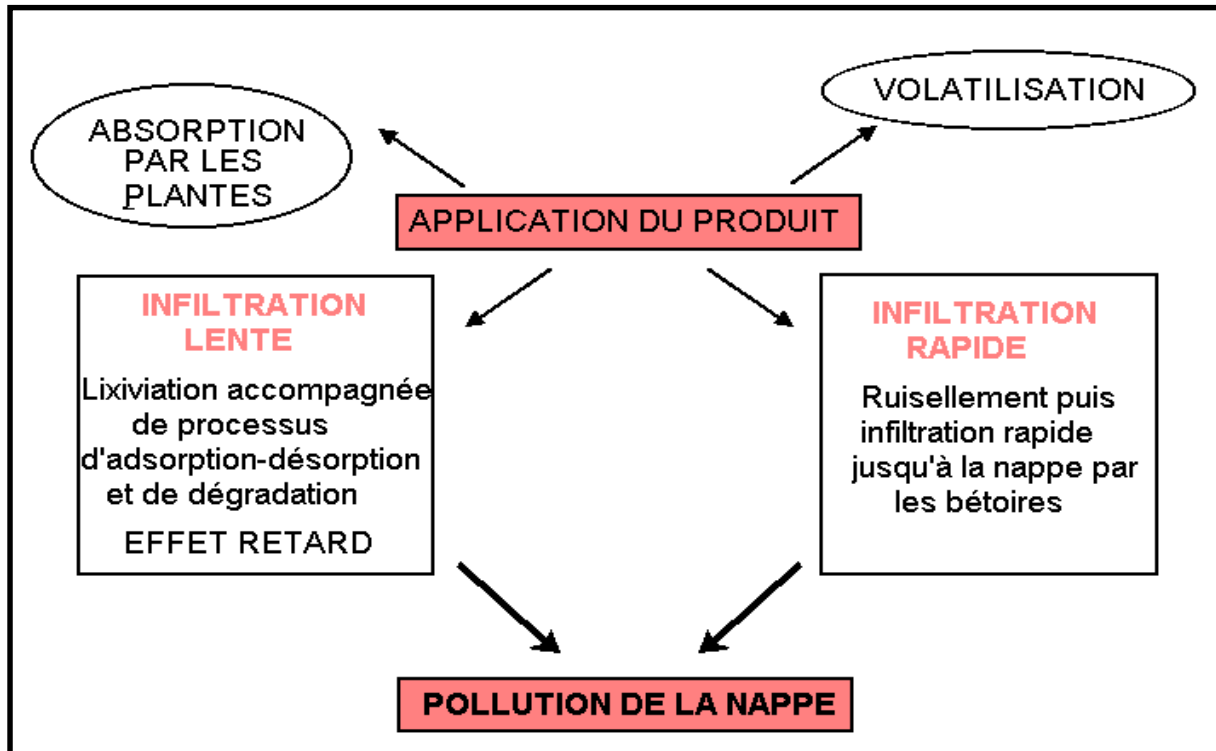 ABSORPTION
PAR LES
PLANTES
VOLATILISATION
APPLICATION DU PRODUIT
INFILTRATION
LENTE
Lixiviation accompagnée
de processus
d'adsorption-désorption
et de dégradation
EFFET RETARD
INFILTRATION
RAPIDE
Ruisellement puis
infiltration rapide
jusqu'à la nappe par
les bétoires
POLLUTION DE LA NAPPE